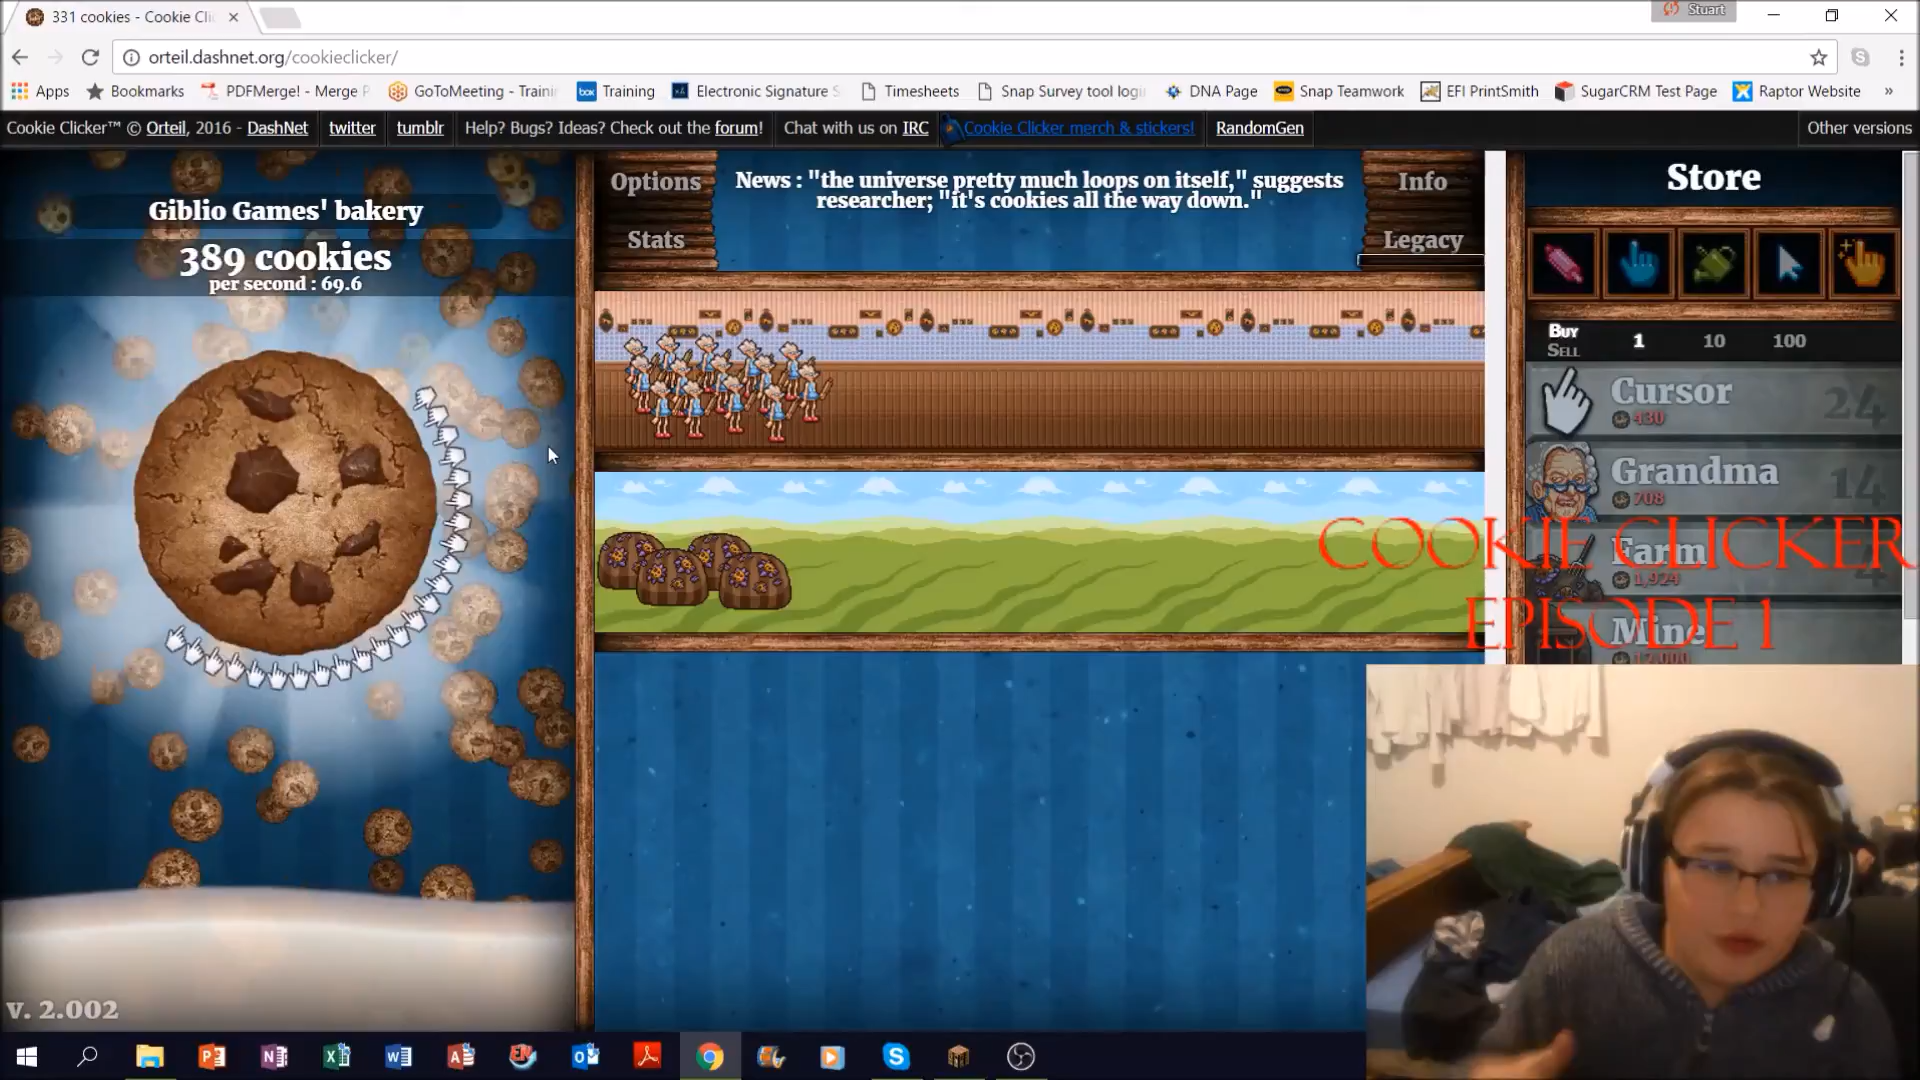 331 cookies - Cookie Cli
Stuart
orteil.dashnet.org/cookieclicker/
Apps Bookmarks PDFMerge! - Merge P GoToMeeting - Traini box Training Electronic Signature S Timesheets Snap Survey tool logi DNA Page Snap Teamwork EFI PrintSmith SugarCRM Test Page Raptor Website »
Cookie Clicker™ © Orteil, 2016 - DashNet twitter tumblr Help? Bugs? Ideas? Check out the forum! Chat with us on IRC Cookie Clicker merch & stickers! RandomGen Other versions
Giblio Games' bakery
389 cookies
per second : 69.6
Options
Stats
News : "the universe pretty much loops on itself," suggests
researcher; "it's cookies all the way down."
Info
Legacy
Store
Buy
Sell
1 10 100
Cursor 24
430
Grandma 14
708
Farm 4
1,924
Mine
12,000
COOKIE CLICKER
EPISODE 1
v. 2.002